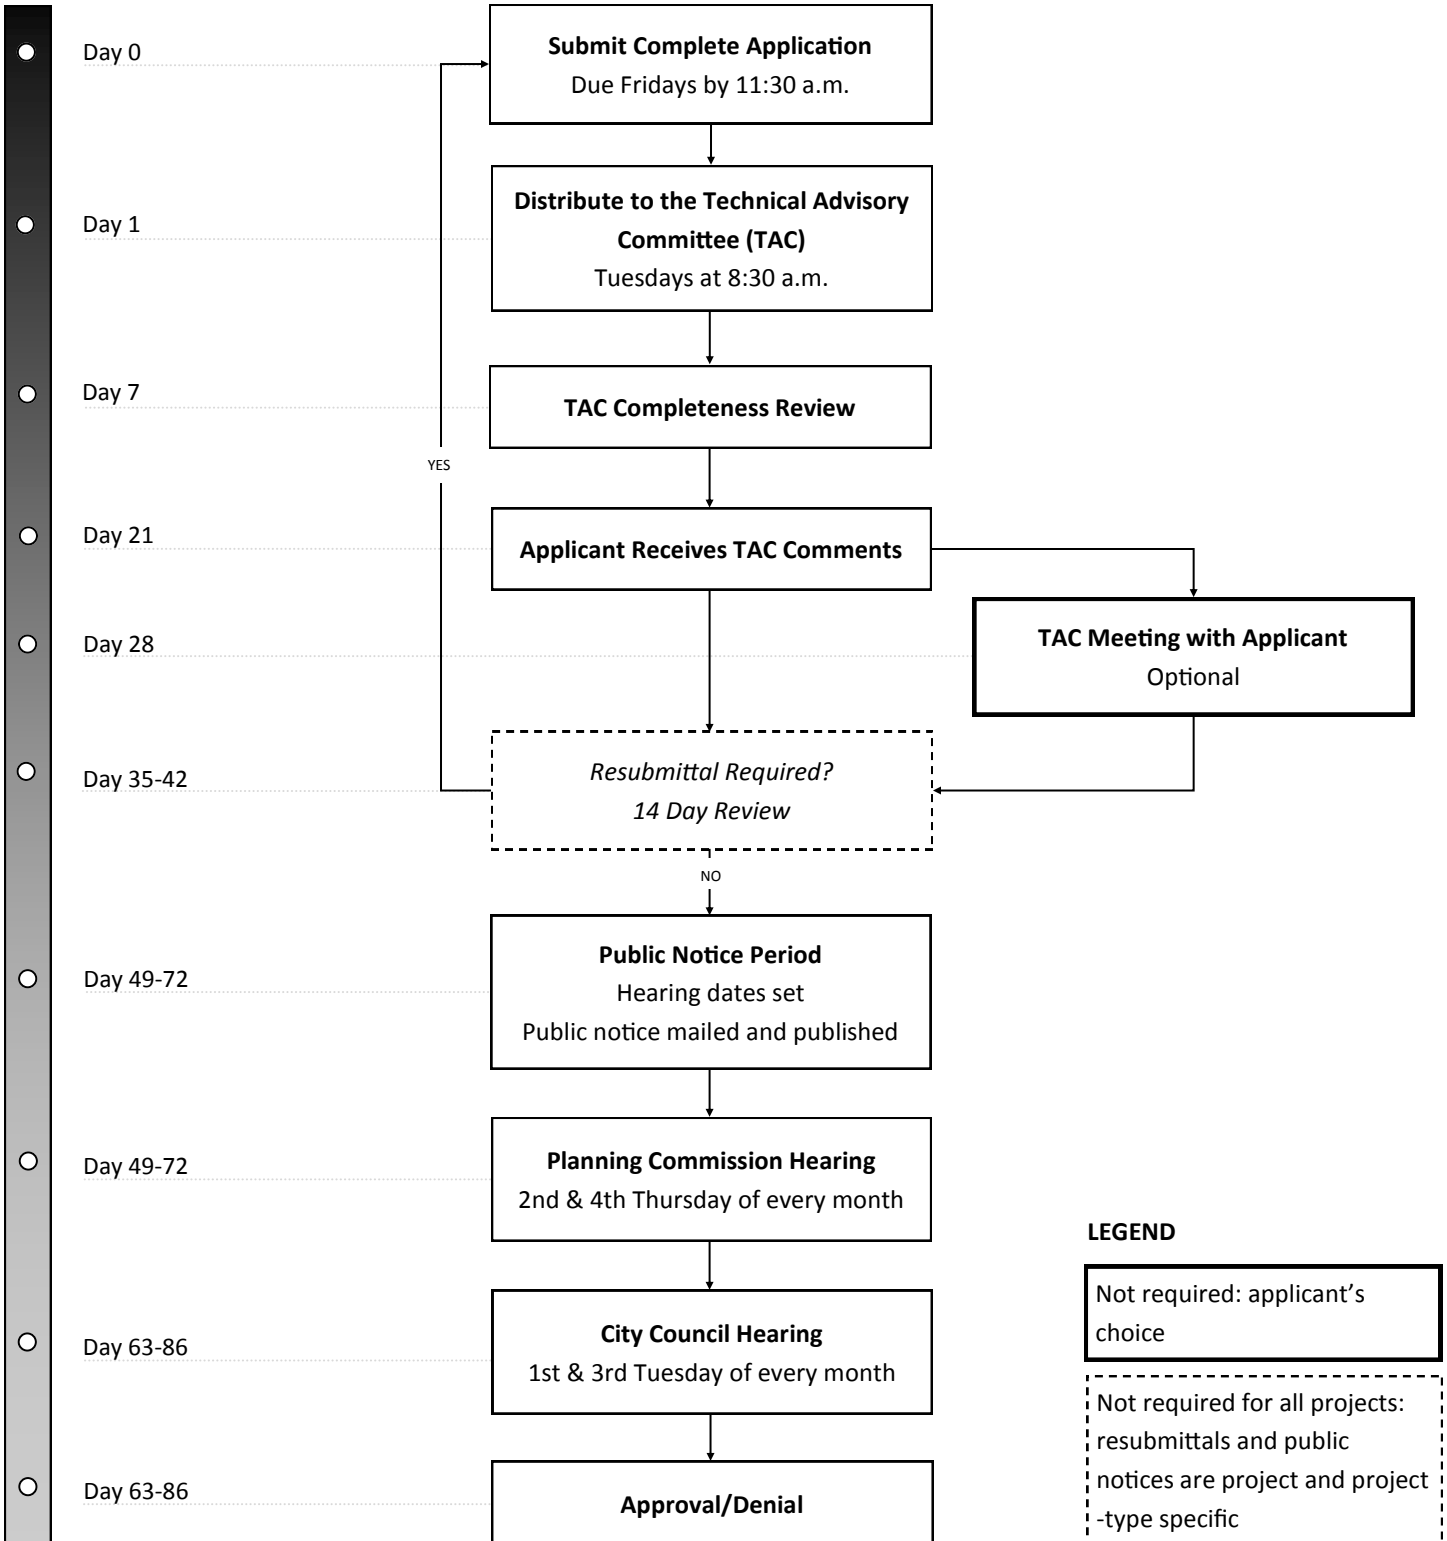 Day 0
Submit Complete Application
Due Fridays by 11:30 a.m.
Day 1
Distribute to the Technical Advisory
Committee (TAC)
Tuesdays at 8:30 a.m.
Day 7
TAC Completeness Review
YES
Day 21
Applicant Receives TAC Comments
Day 28
TAC Meeting with Applicant
Optional
Day 35-42
Resubmittal Required?
14 Day Review
NO
Day 49-72
Public Notice Period
Hearing dates set
Public notice mailed and published
Day 49-72
Planning Commission Hearing
2nd & 4th Thursday of every month
Day 63-86
City Council Hearing
1st & 3rd Tuesday of every month
Day 63-86
Approval/Denial
LEGEND
Not required: applicant’s
choice
Not required for all projects:
resubmittals and public
notices are project and project
-type specific